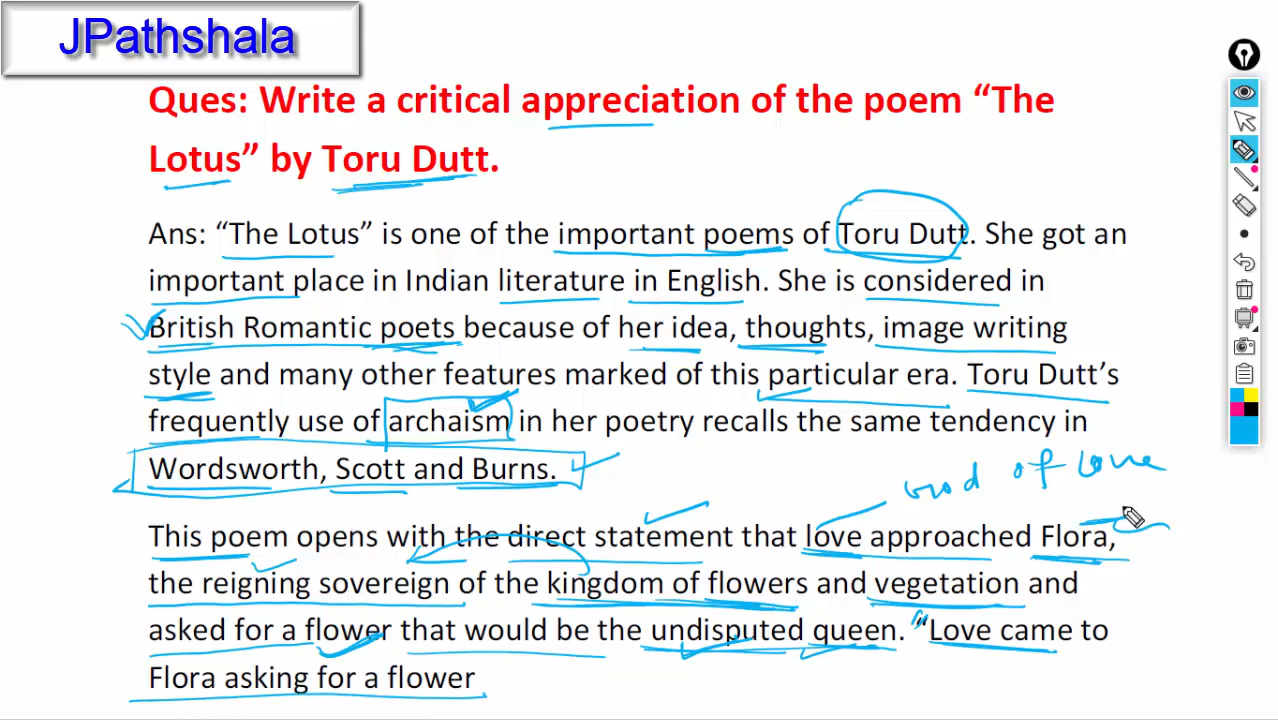 JPathshala
Ques: Write a critical appreciation of the poem “The
Lotus” by Toru Dutt.
Ans: “The Lotus” is one of the important poems of Toru Dutt. She got an
important place in Indian literature in English. She is considered in
British Romantic poets because of her idea, thoughts, image writing
style and many other features marked of this particular era. Toru Dutt’s
frequently use of archaism in her poetry recalls the same tendency in
Wordsworth, Scott and Burns.
God of Love
This poem opens with the direct statement that love approached Flora,
the reigning sovereign of the kingdom of flowers and vegetation and
asked for a flower that would be the undisputed queen. “Love came to
Flora asking for a flower